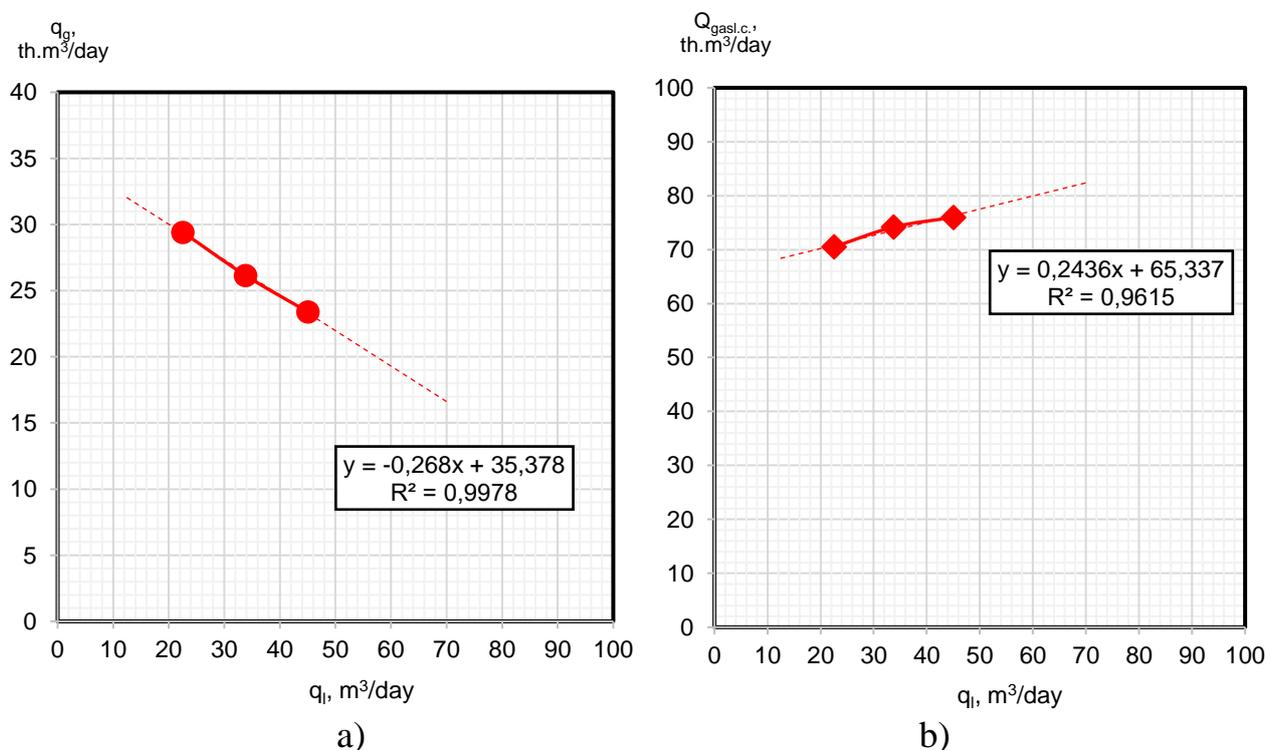 q_g,
th.m³/day
40
35
30
25
20
15
10
5
0
0 10 20 30 40 50 60 70 80 90 100
y = -0,268x + 35,378
R² = 0,9978
q_l, m³/day
a)
Q_gasl.c.,
th.m³/day
100
90
80
70
60
50
40
30
20
10
0
0 10 20 30 40 50 60 70 80 90 100
y = 0,2436x + 65,337
R² = 0,9615
q_l, m³/day
b)